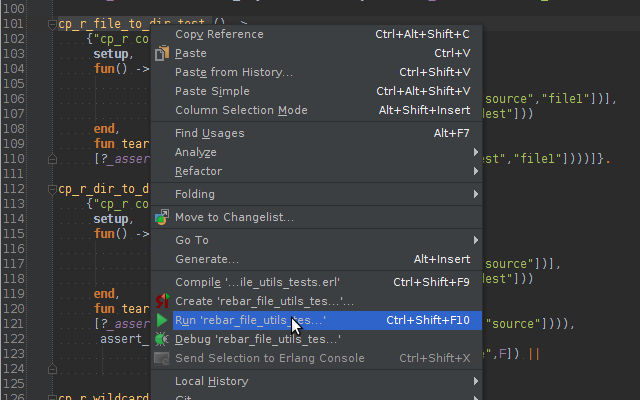 100
101 cp_r_file_to_dir_test_() ->
102 {"cp_r co
103 setup,
104 fun() ->
105
106 source","file1"])],
107 dest"]))
108 end,
109 fun tear
110 [?_asser est","file1"])))]}.
111
112 cp_r_dir_to_d
113 {"cp_r co
114 setup,
115 fun() ->
116
117 source"])],
118 dest"]))
119 end,
120 fun tear
121 [?_asser "source"]))),
122 assert_
123 e",F]) ||
124
125
126 cp_r_wildcard
Copy Reference Ctrl+Alt+Shift+C
Paste Ctrl+V
Paste from History... Ctrl+Shift+V
Paste Simple Ctrl+Alt+Shift+V
Column Selection Mode Alt+Shift+Insert
Find Usages Alt+F7
Analyze
Refactor
Folding
Move to Changelist...
Go To
Generate... Alt+Insert
Compile '...ile_utils_tests.erl' Ctrl+Shift+F9
Create 'rebar_file_utils_tes...'...
Run 'rebar_file_utils_tes...' Ctrl+Shift+F10
Debug 'rebar_file_utils_tes...'
Send Selection to Erlang Console Ctrl+Shift+X
Local History
Git